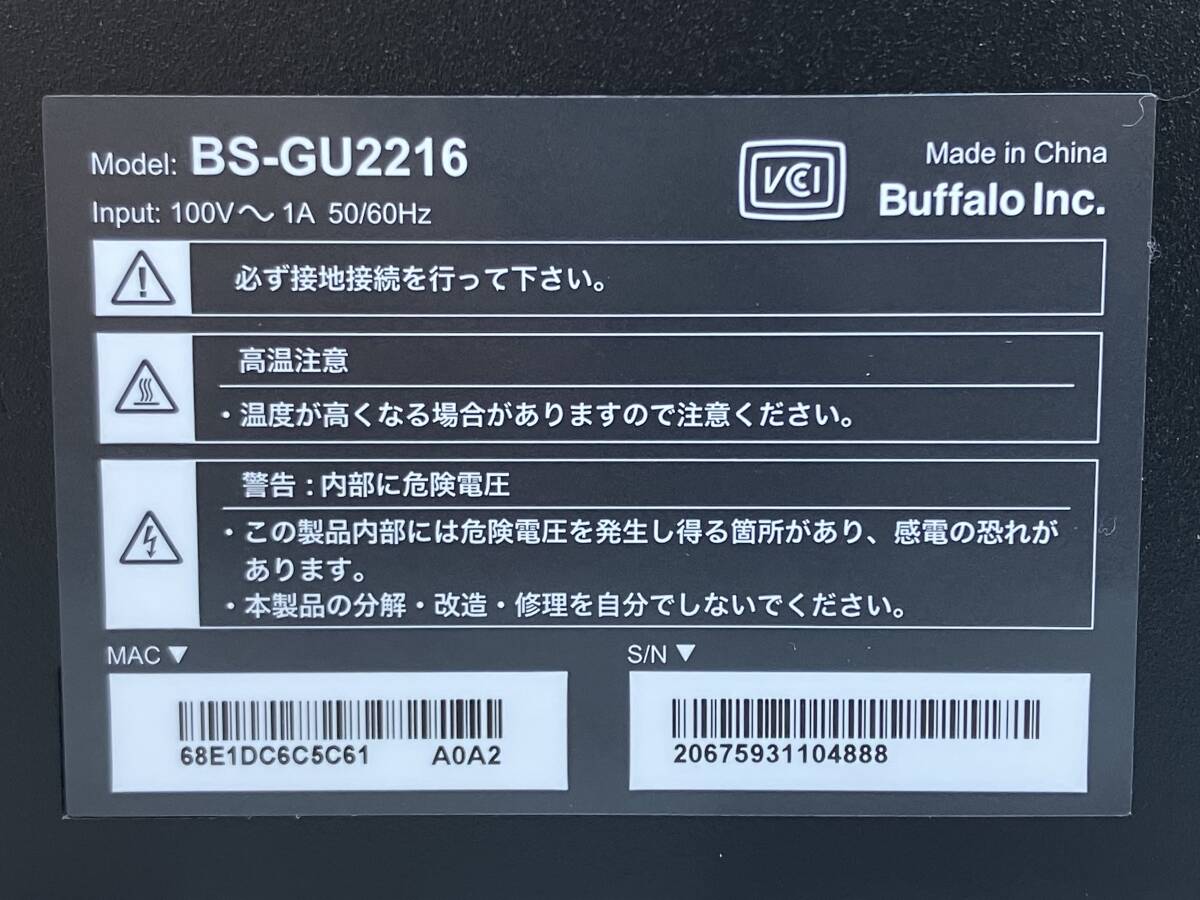 Model: BS-GU2216
Input: 100V～ 1A 50/60Hz
VCCI
Made in China
Buffalo Inc.
必ず接地接続を行って下さい。
高温注意
・温度が高くなる場合がありますので注意ください。
警告：内部に危険電圧
・この製品内部には危険電圧を発生し得る箇所があり、感電の恐れが
あります。
・本製品の分解・改造・修理を自分でしないでください。
MAC▼
68E1DC6C5C61 A0A2
S/N▼
20675931104888